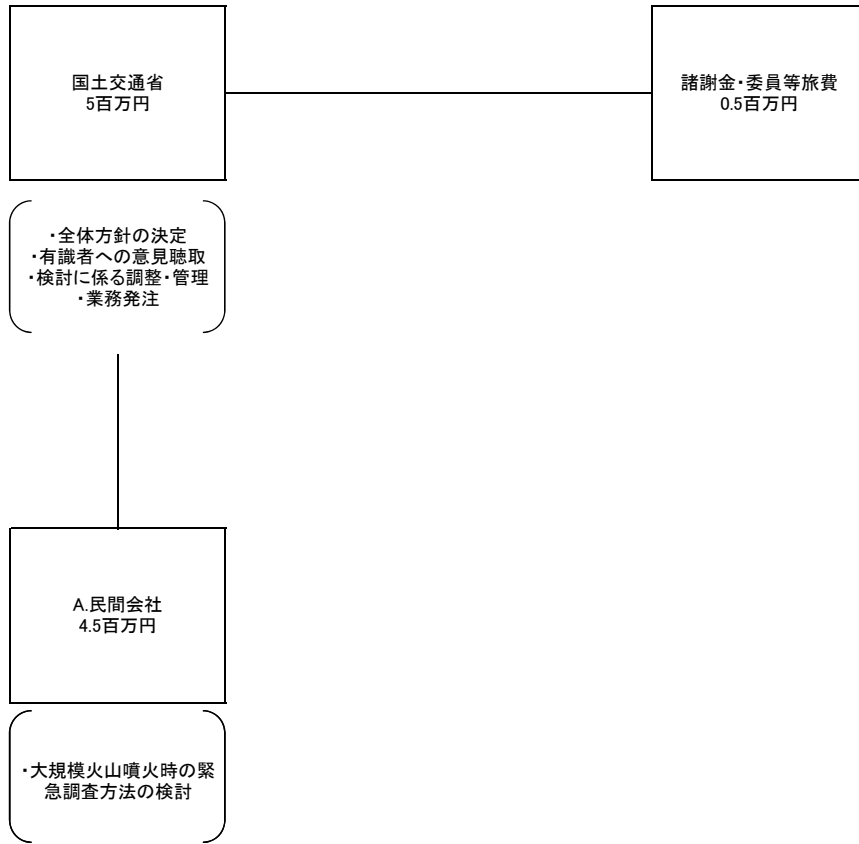 国土交通省
5百万円
諸謝金・委員等旅費
0.5百万円
・全体方針の決定
・有識者への意見聴取
・検討に係る調整・管理
・業務発注
A.民間会社
4.5百万円
・大規模火山噴火時の緊
急調査方法の検討